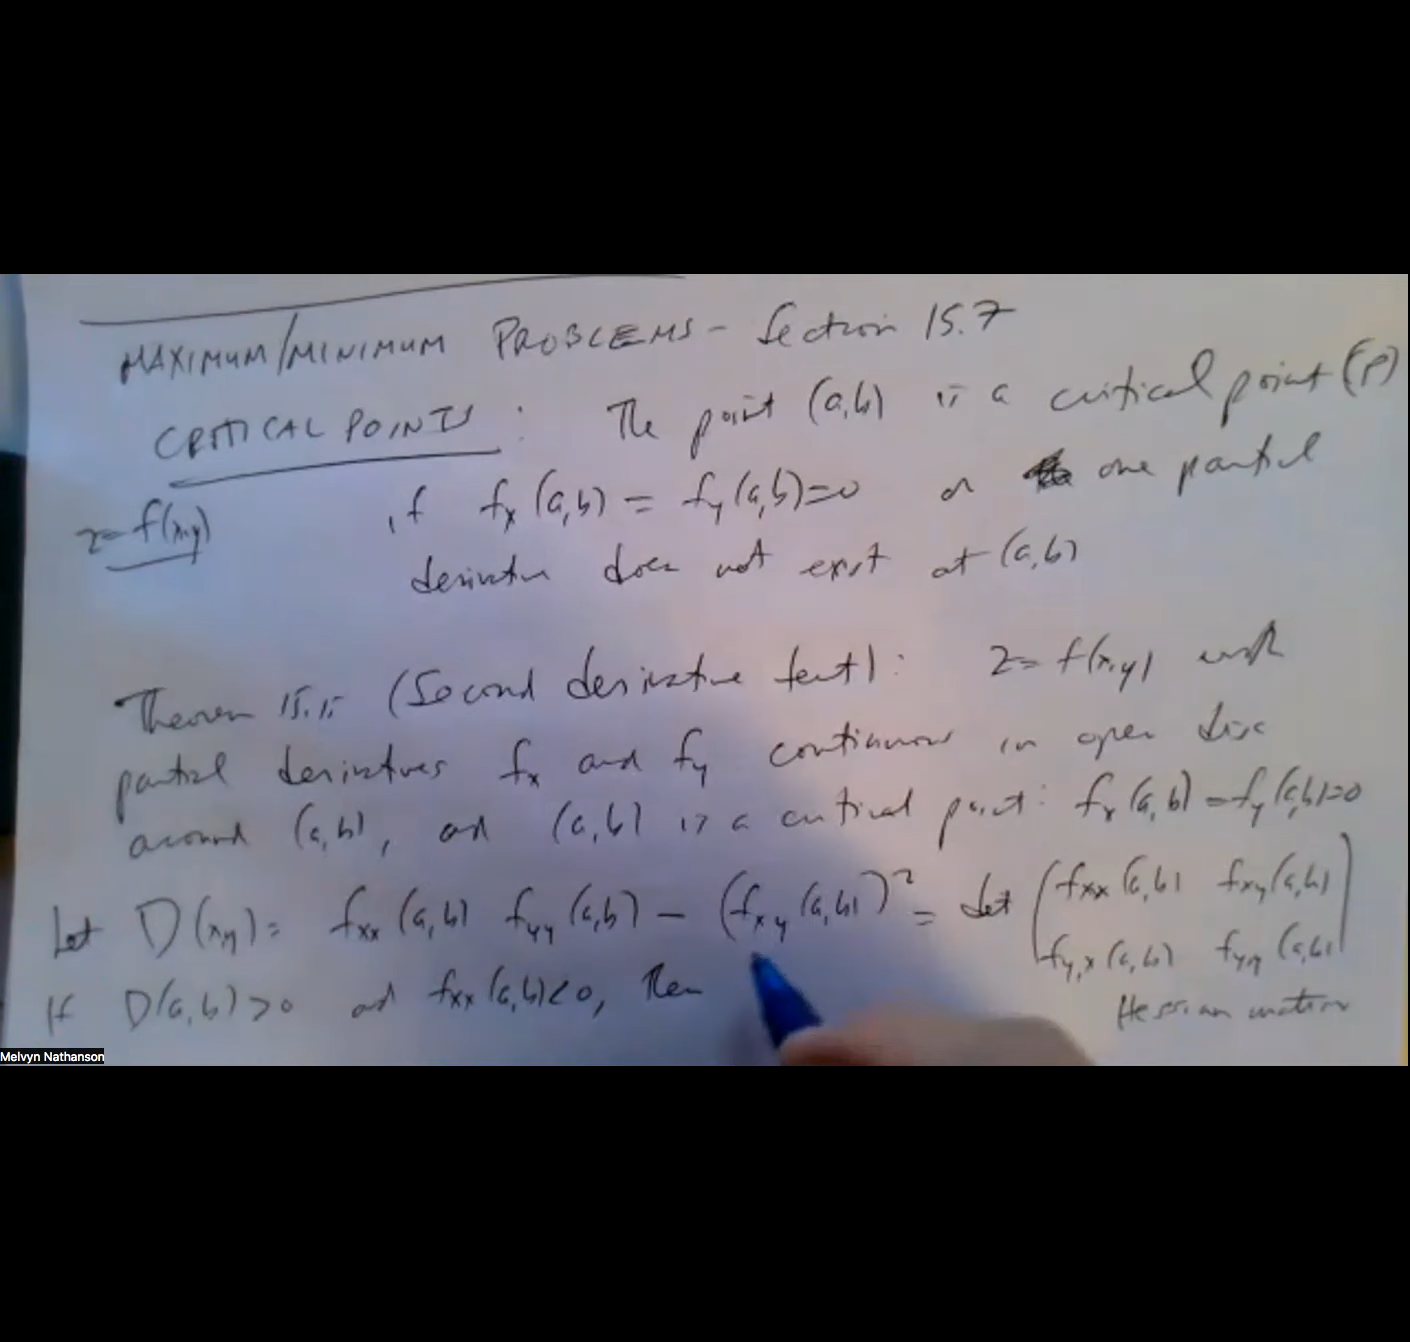 MAXIMUM/MINIMUM PROBLEMS - Section 15.7
CRITICAL POINTS : The point (a,b) is a critical point (P)
z=f(x,y) if fx(a,b) = fy(a,b)=0 or one partial
derivative does not exist at (a,b)
Theorem 15.15 (Second derivative test): z=f(x,y) with
partial derivatives fx and fy continuous in open disc
around (a,b), and (a,b) is a critical point: fx(a,b)=fy(a,b)=0
Let D(x,y)= fxx(a,b) fyy(a,b) - (fxy(a,b))² = det (fxx(a,b) fxy(a,b)
fy,x(a,b) fyy(a,b))
If D(a,b)>0 and fxx(a,b)<0, then
Hessian matrix
Melvyn Nathanson